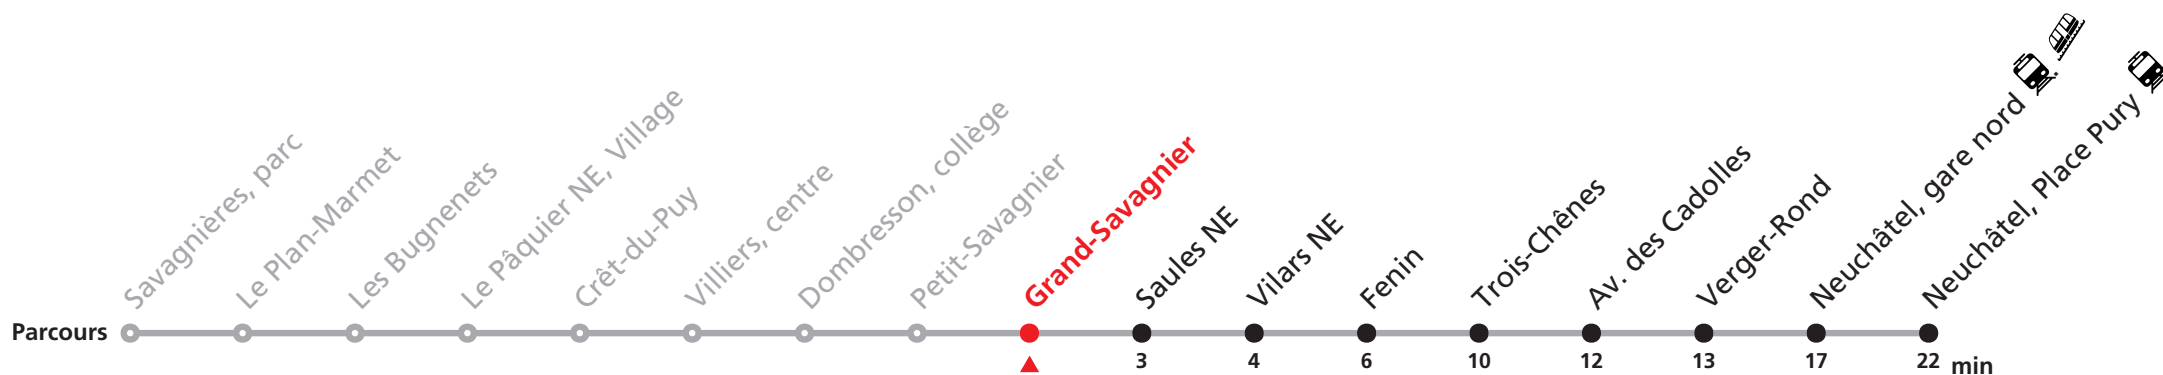 Savagnières, parc
Le Plan-Marmet
Les Bugnenets
Le Pâquier NE, Village
Crêt-du-Puy
Villiers, centre
Dombresson, collège
Petit-Savagnier
Grand-Savagnier
Saules NE
Vilars NE
Fenin
Trois-Chênes
Av. des Cadolles
Verger-Rond
Neuchâtel, gare nord
Neuchâtel, Place Pury
Parcours
3 4 6 10 12 13 17 22 min